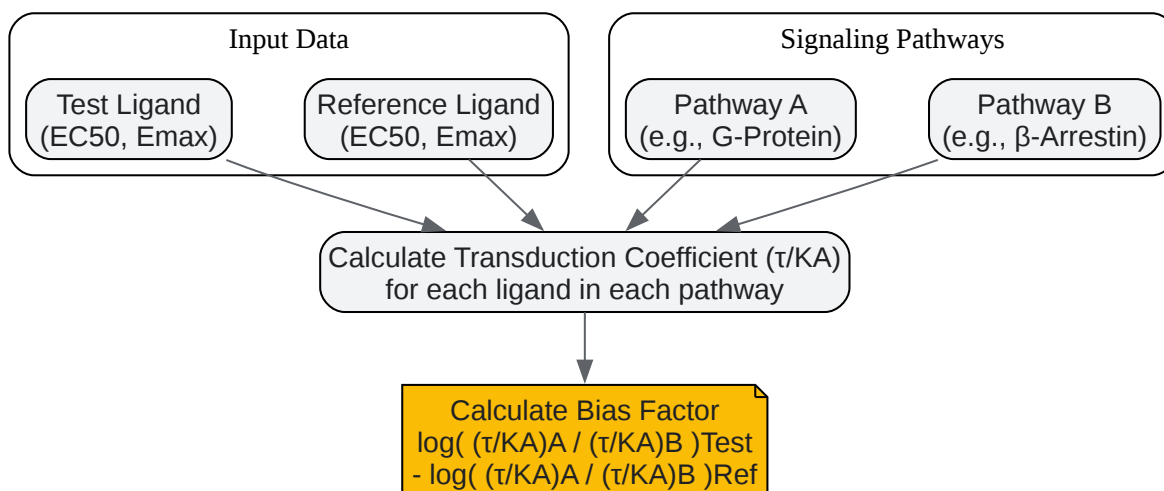 Input Data
Signaling Pathways
Test Ligand
(EC50, Emax)
Reference Ligand
(EC50, Emax)
Pathway A
(e.g., G-Protein)
Pathway B
(e.g., β-Arrestin)
Calculate Transduction Coefficient (τ/KA)
for each ligand in each pathway
Calculate Bias Factor
log( (τ/KA)A / (τ/KA)B )Test
- log( (τ/KA)A / (τ/KA)B )Ref